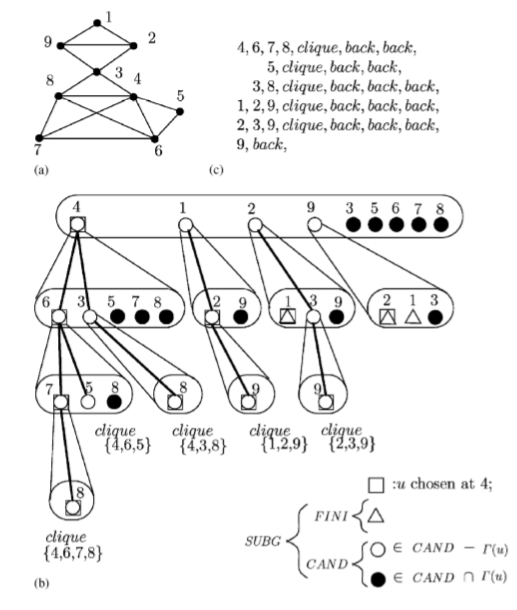 1
9 2
3
8 4
5
7 6
(a)
4, 6, 7, 8, clique, back, back,
5, clique, back, back,
3, 8, clique, back, back, back,
1, 2, 9, clique, back, back, back,
2, 3, 9, clique, back, back, back,
9, back,
(c)
4 1 2 9 3 5 6 7 8
6 3 5 7 8 2 9 1 3 9 2 1 3
7 5 8 8 9 9
clique clique clique clique
{4,6,5} {4,3,8} {1,2,9} {2,3,9}
8
clique
{4,6,7,8}
(b)
:u chosen at 4;
FINI
SUBG
∈ CAND − Γ(u)
CAND
∈ CAND ∩ Γ(u)